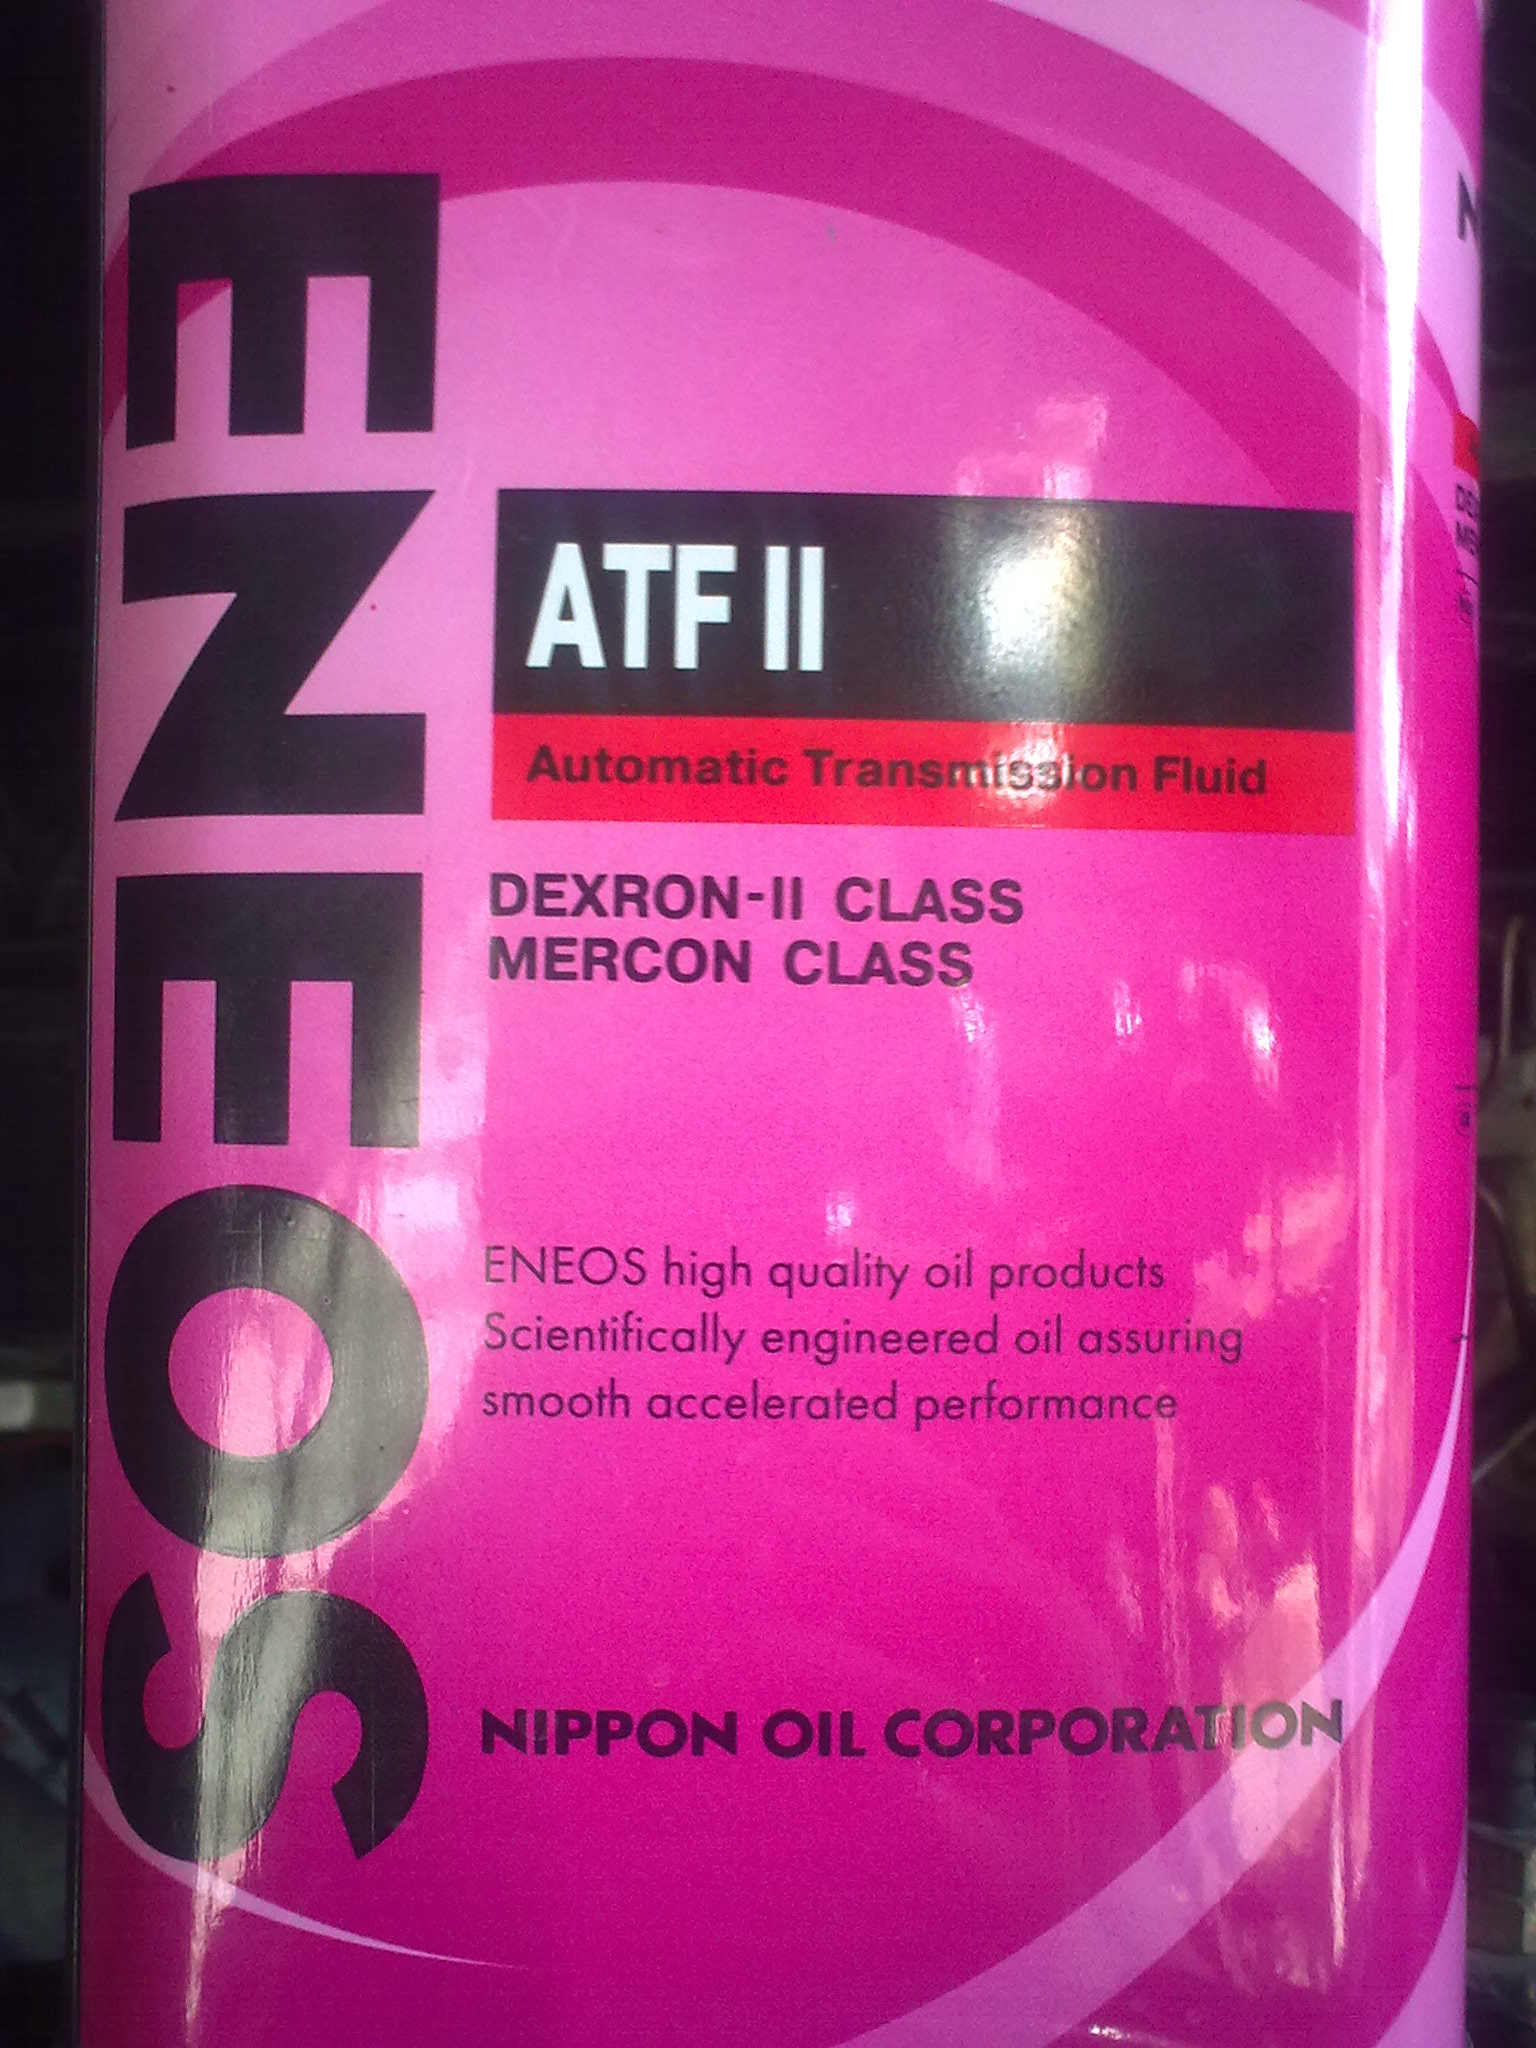 ENEOS
ATF II
Automatic Transmission Fluid
DEXRON-II CLASS
MERCON CLASS
ENEOS high quality oil products
Scientifically engineered oil assuring
smooth accelerated performance
NIPPON OIL CORPORATION